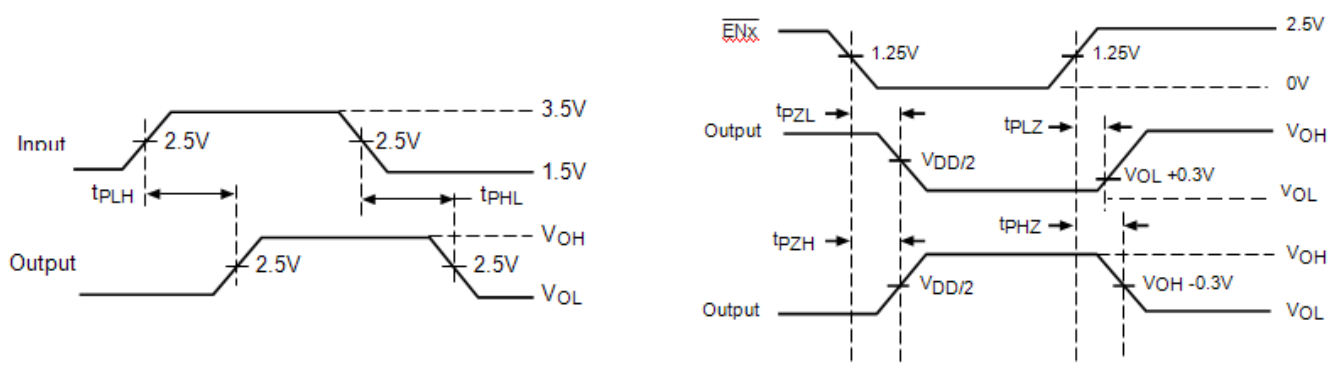 3.5V
Input
2.5V
2.5V
1.5V
tPLH
tPHL
VOH
Output
2.5V
2.5V
VOL
ENx
2.5V
1.25V
1.25V
0V
tPZL
tPLZ
Output
VOH
VDD/2
VOL +0.3V
VOL
tPHZ
tPZH
VOH
VDD/2
VOH -0.3V
Output
VOL